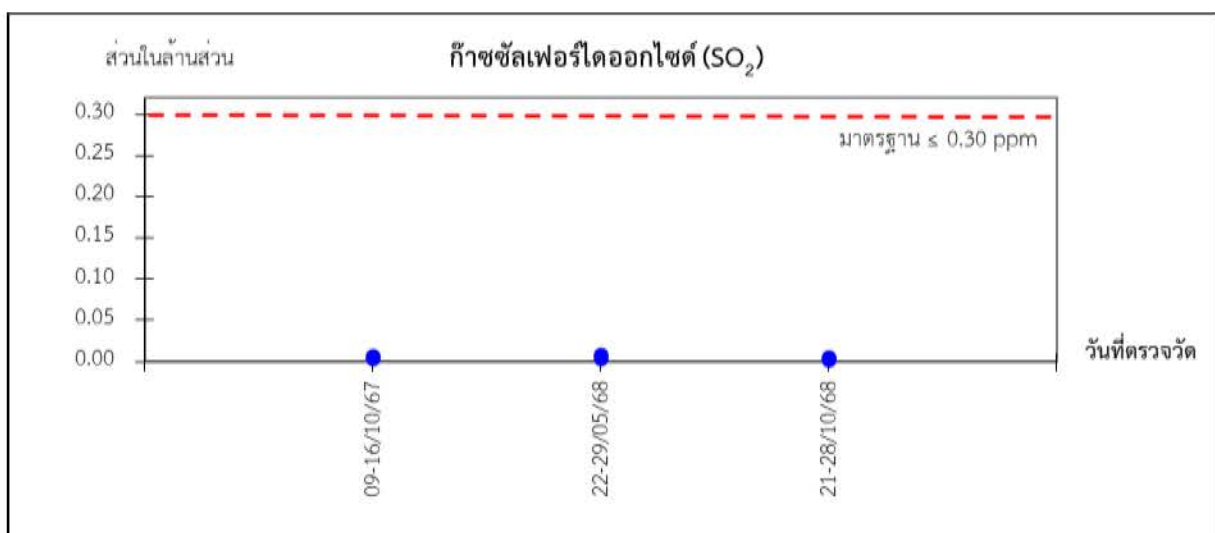 ส่วนในล้านส่วน
ก๊าซซัลเฟอร์ไดออกไซด์ (SO₂)
0.30
มาตรฐาน ≤ 0.30 ppm
0.25
0.20
0.15
0.10
0.05
0.00
วันที่ตรวจวัด
09-16/10/67
22-29/05/68
21-28/10/68